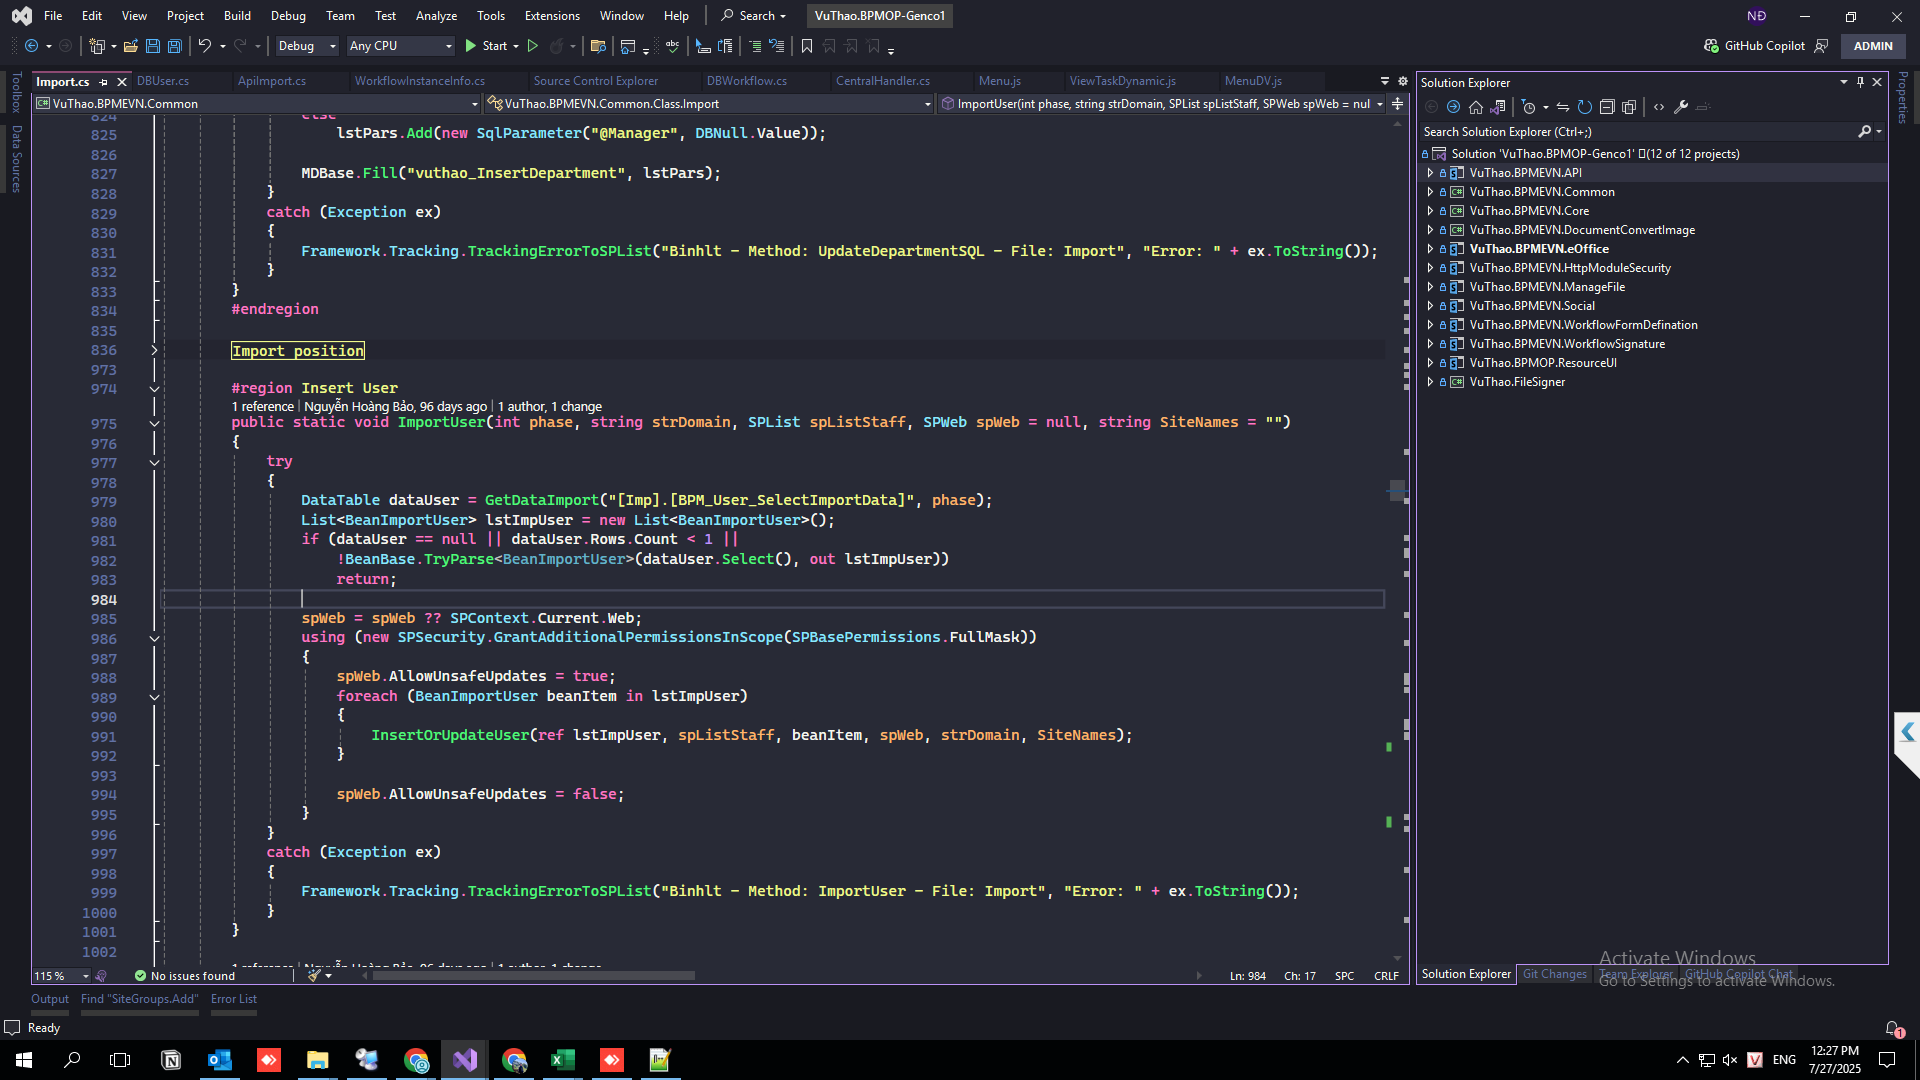 File Edit View Project Build Debug Team Test Analyze Tools Extensions Window Help Search VuThao.BPMOP-Genco1 NĐ
Debug Any CPU Start GitHub Copilot ADMIN
Import.cs DBUser.cs ApiImport.cs WorkflowInstanceInfo.cs Source Control Explorer DBWorkflow.cs CentralHandler.cs Menu.js ViewTaskDynamic.js MenuDV.js
VuThao.BPMEVN.Common VuThao.BPMEVN.Common.Class.Import ImportUser(int phase, string strDomain, SPList spListStaff, SPWeb spWeb = nul
Toolbox
Data Sources
824 else
825 lstPars.Add(new SqlParameter("@Manager", DBNull.Value));
826
827 MDBase.Fill("vuthao_InsertDepartment", lstPars);
828 }
829 catch (Exception ex)
830 {
831 Framework.Tracking.TrackingErrorToSPList("Binhlt - Method: UpdateDepartmentSQL - File: Import", "Error: " + ex.ToString());
832 }
833 }
834 #endregion
835
836 Import position
973
974 #region Insert User
1 reference | Nguyễn Hoàng Bảo, 96 days ago | 1 author, 1 change
975 public static void ImportUser(int phase, string strDomain, SPList spListStaff, SPWeb spWeb = null, string SiteNames = "")
976 {
977 try
978 {
979 DataTable dataUser = GetDataImport("[Imp].[BPM_User_SelectImportData]", phase);
980 List<BeanImportUser> lstImpUser = new List<BeanImportUser>();
981 if (dataUser == null || dataUser.Rows.Count < 1 ||
982 !BeanBase.TryParse<BeanImportUser>(dataUser.Select(), out lstImpUser))
983 return;
984
985 spWeb = spWeb ?? SPContext.Current.Web;
986 using (new SPSecurity.GrantAdditionalPermissionsInScope(SPBasePermissions.FullMask))
987 {
988 spWeb.AllowUnsafeUpdates = true;
989 foreach (BeanImportUser beanItem in lstImpUser)
990 {
991 InsertOrUpdateUser(ref lstImpUser, spListStaff, beanItem, spWeb, strDomain, SiteNames);
992 }
993
994 spWeb.AllowUnsafeUpdates = false;
995 }
996 }
997 catch (Exception ex)
998 {
999 Framework.Tracking.TrackingErrorToSPList("Binhlt - Method: ImportUser - File: Import", "Error: " + ex.ToString());
1000 }
1001 }
1002
1 reference | Nguyễn Hoàng Bảo, 96 days ago | 1 author, 1 change
115 % No issues found Ln: 984 Ch: 17 SPC CRLF
Output Find "SiteGroups.Add" Error List
Ready
Solution Explorer
Search Solution Explorer (Ctrl+;)
Solution 'VuThao.BPMOP-Genco1' (12 of 12 projects)
VuThao.BPMEVN.API
VuThao.BPMEVN.Common
VuThao.BPMEVN.Core
VuThao.BPMEVN.DocumentConvertImage
VuThao.BPMEVN.eOffice
VuThao.BPMEVN.HttpModuleSecurity
VuThao.BPMEVN.ManageFile
VuThao.BPMEVN.Social
VuThao.BPMEVN.WorkflowFormDefination
VuThao.BPMEVN.WorkflowSignature
VuThao.BPMOP.ResourceUI
VuThao.FileSigner
Properties
Activate Windows
Go to Settings to activate Windows.
Solution Explorer Git Changes Team Explorer GitHub Copilot Chat
1
ENG 12:27 PM
7/27/2025